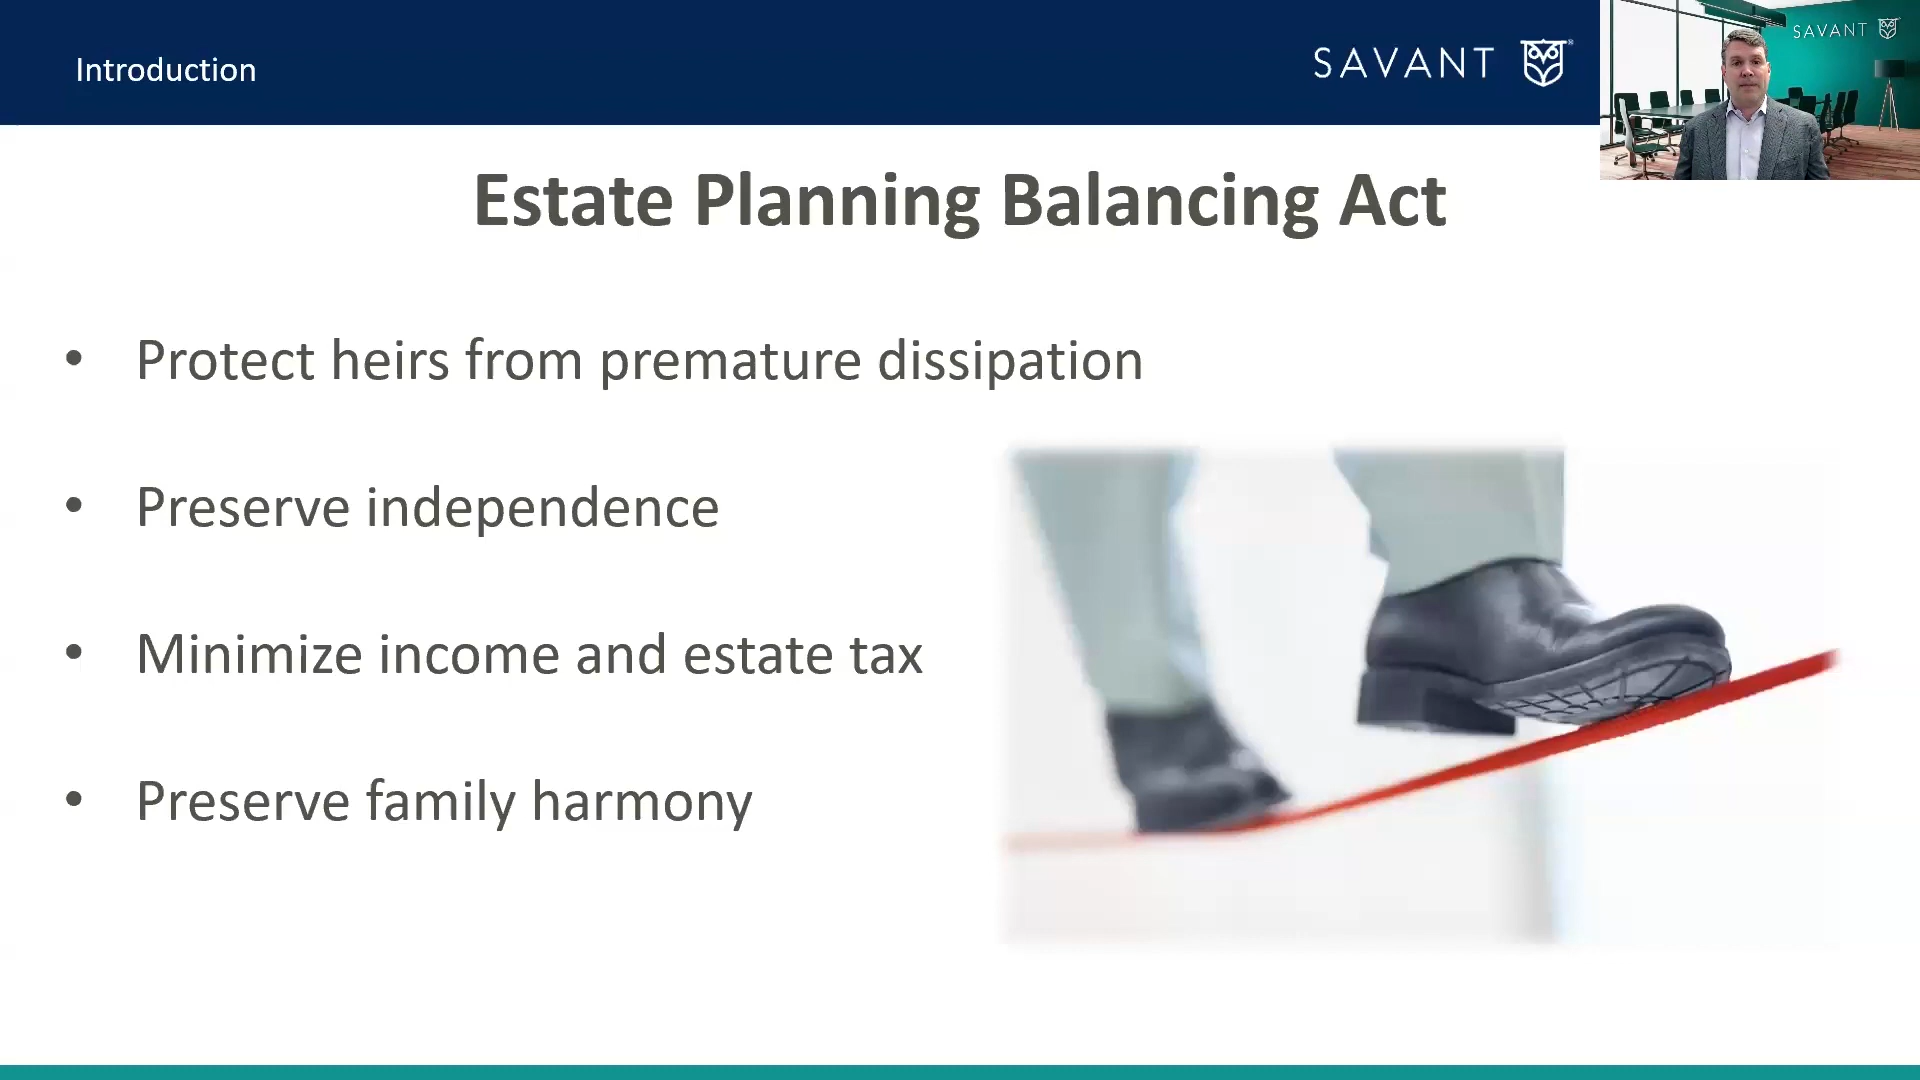 Introduction
SAVANT
SAVANT
Estate Planning Balancing Act
• Protect heirs from premature dissipation
• Preserve independence
• Minimize income and estate tax
• Preserve family harmony